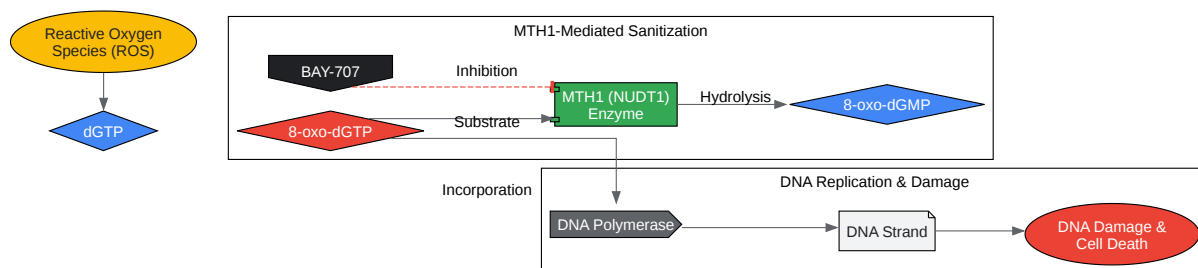 Reactive Oxygen
Species (ROS)
dGTP
MTH1-Mediated Sanitization
BAY-707
Inhibition
MTH1 (NUDT1)
Enzyme
Hydrolysis
8-oxo-dGMP
Substrate
8-oxo-dGTP
Incorporation
DNA Replication & Damage
DNA Polymerase
DNA Strand
DNA Damage &
Cell Death